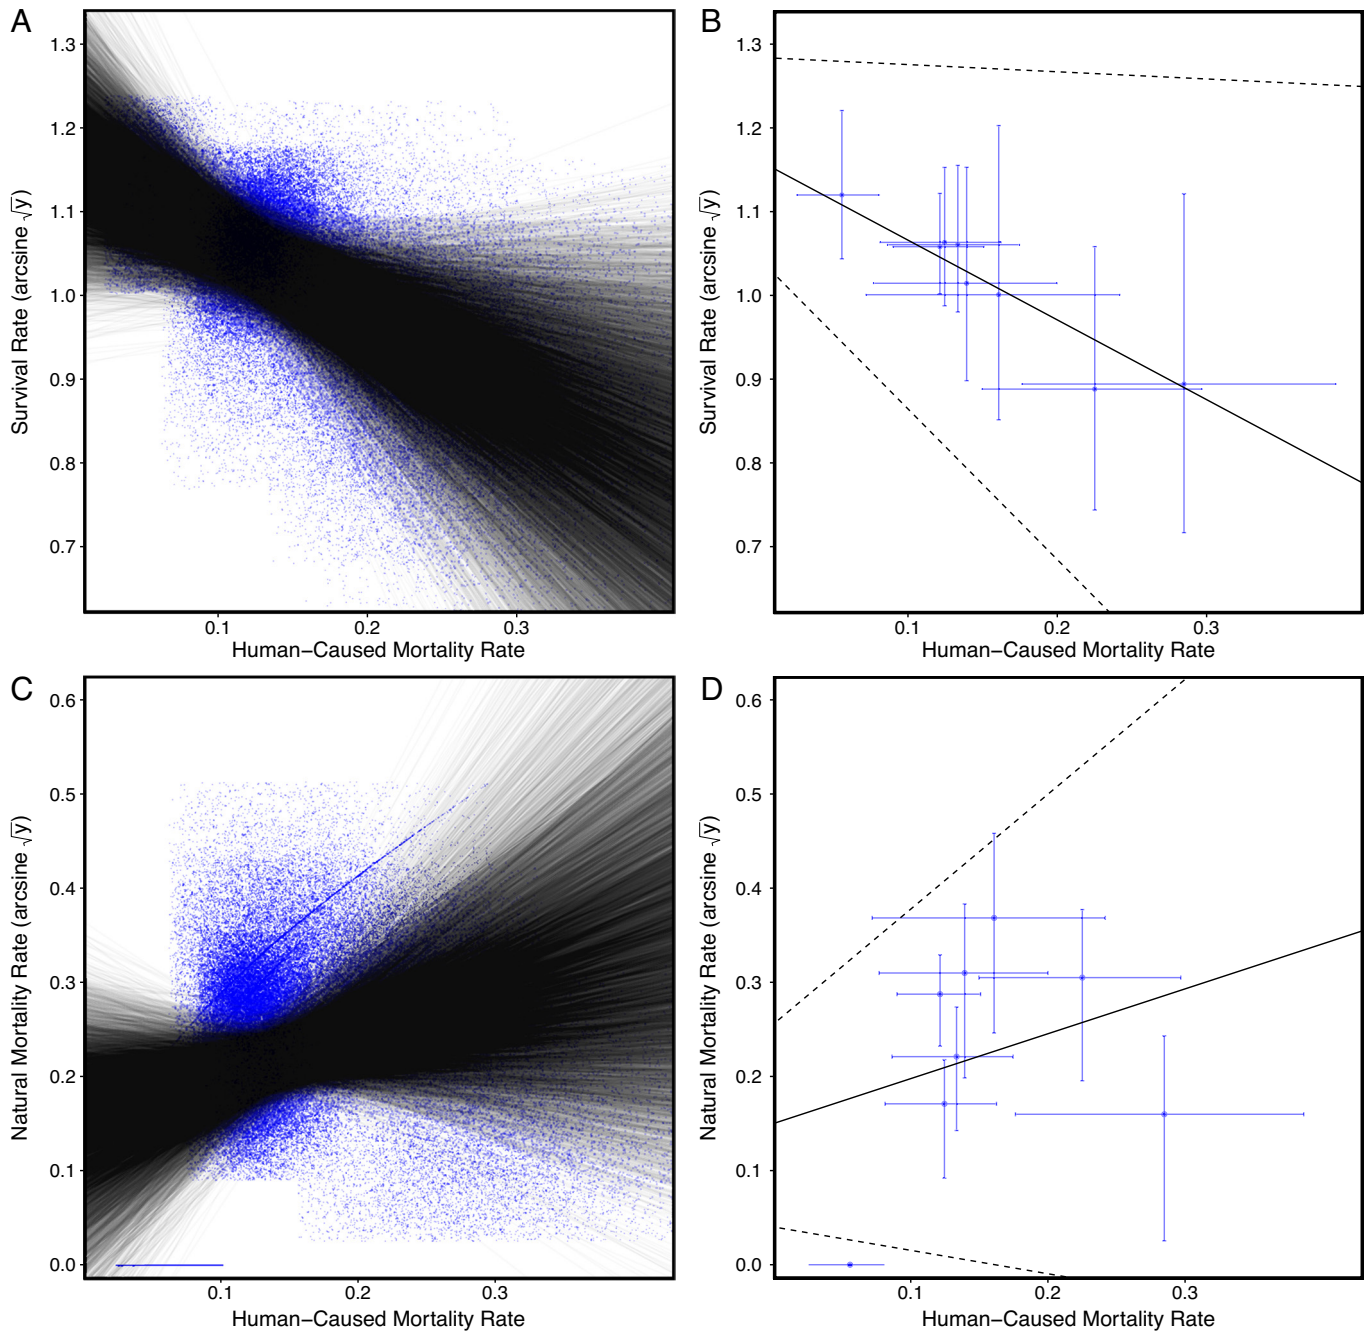 A
B
1.3
1.2
1.1
1.0
0.9
0.8
0.7
Survival Rate (arcsine √y)
0.1 0.2 0.3
Human−Caused Mortality Rate
1.3
1.2
1.1
1.0
0.9
0.8
0.7
Survival Rate (arcsine √y)
0.1 0.2 0.3
Human−Caused Mortality Rate
C
D
0.6
0.5
0.4
0.3
0.2
0.1
0.0
Natural Mortality Rate (arcsine √y)
0.1 0.2 0.3
Human−Caused Mortality Rate
0.6
0.5
0.4
0.3
0.2
0.1
0.0
Natural Mortality Rate (arcsine √y)
0.1 0.2 0.3
Human−Caused Mortality Rate